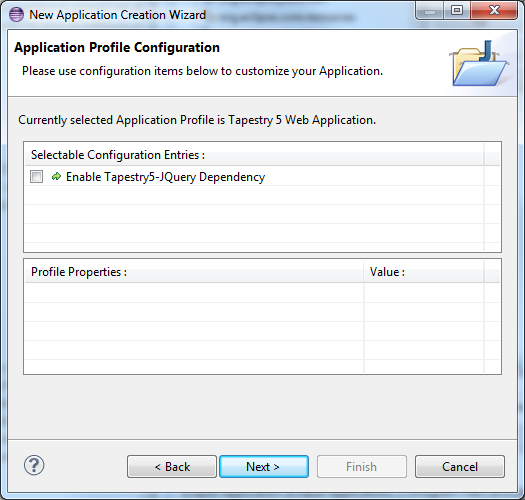 New Application Creation Wizard
Application Profile Configuration
Please use configuration items below to customize your Application.
Currently selected Application Profile is Tapestry 5 Web Application.
Selectable Configuration Entries :
Enable Tapestry5-JQuery Dependency
Profile Properties : Value :
? < Back Next > Finish Cancel